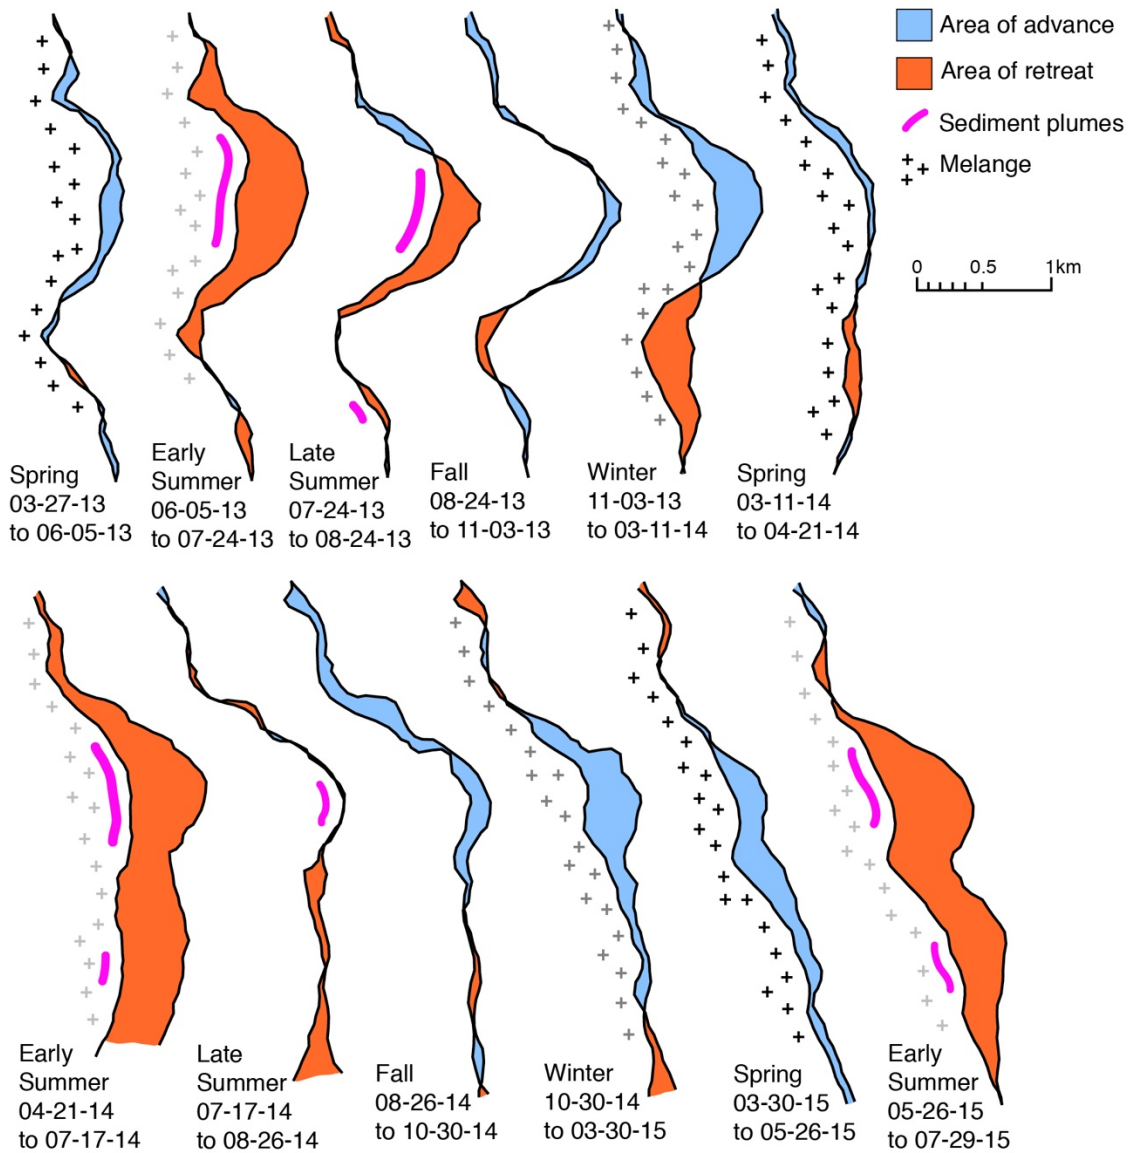 Area of advance
Area of retreat
Sediment plumes
Melange
0 0.5 1km
Spring
03-27-13
to 06-05-13
Early
Summer
06-05-13
to 07-24-13
Late
Summer
07-24-13
to 08-24-13
Fall
08-24-13
to 11-03-13
Winter
11-03-13
to 03-11-14
Spring
03-11-14
to 04-21-14
Early
Summer
04-21-14
to 07-17-14
Late
Summer
07-17-14
to 08-26-14
Fall
08-26-14
to 10-30-14
Winter
10-30-14
to 03-30-15
Spring
03-30-15
to 05-26-15
Early
Summer
05-26-15
to 07-29-15